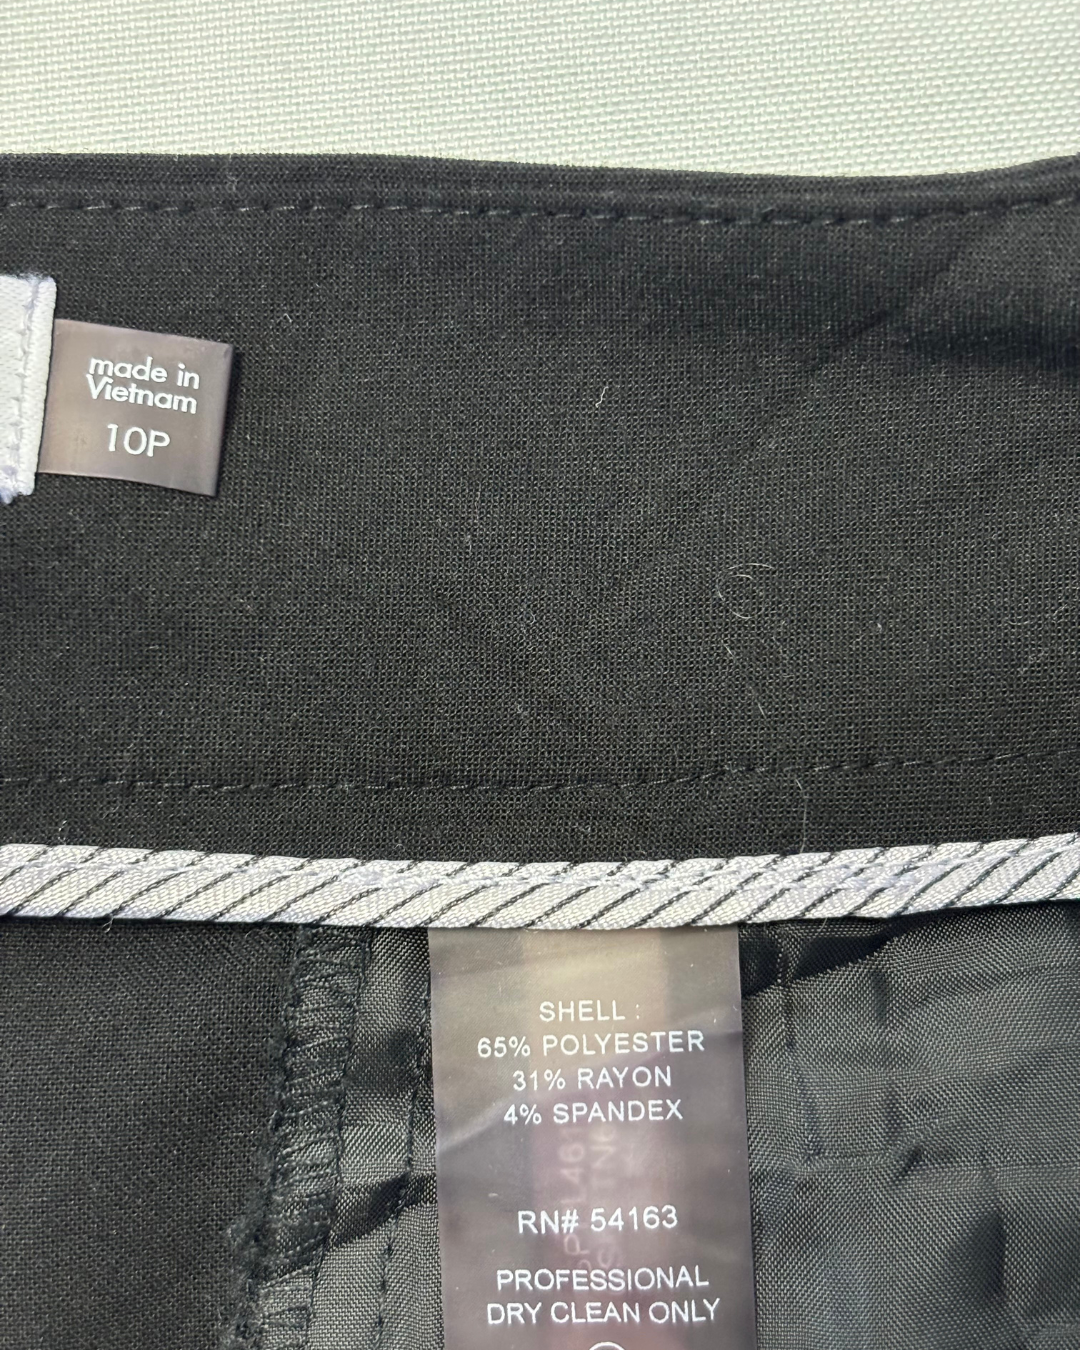 made in
Vietnam
10P
SHELL :
65% POLYESTER
31% RAYON
4% SPANDEX
RN# 54163
PROFESSIONAL
DRY CLEAN ONLY